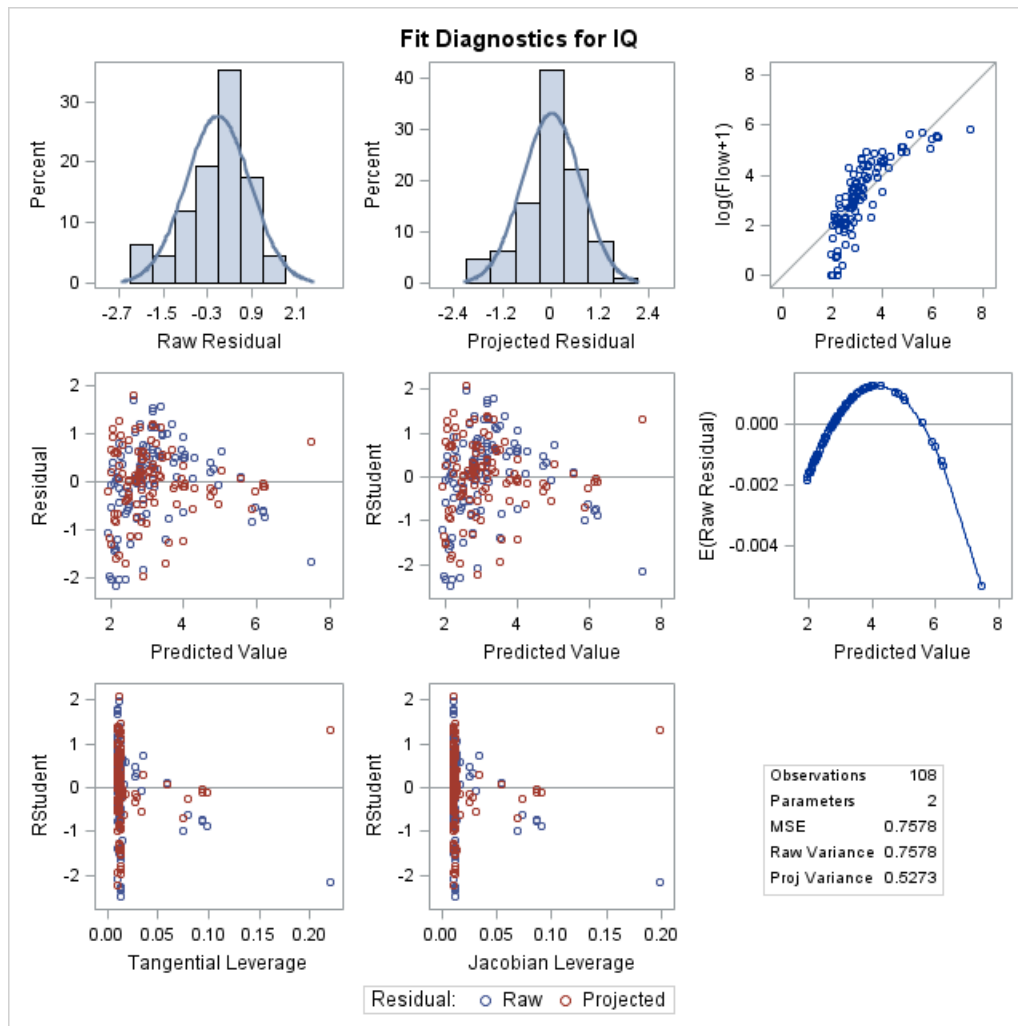 Fit Diagnostics for IQ
Percent
30
20
10
0
-2.7 -1.5 -0.3 0.9 2.1
Raw Residual
Percent
40
30
20
10
0
-2.4 -1.2 0 1.2 2.4
Projected Residual
log(Flow+1)
8
6
4
2
0
0 2 4 6 8
Predicted Value
Residual
2
1
0
-1
-2
2 4 6 8
Predicted Value
RStudent
2
1
0
-1
-2
2 4 6 8
Predicted Value
E(Raw Residual)
0.000
-0.002
-0.004
2 4 6 8
Predicted Value
RStudent
2
1
0
-1
-2
0.00 0.05 0.10 0.15 0.20
Tangential Leverage
RStudent
2
1
0
-1
-2
0.00 0.05 0.10 0.15 0.20
Jacobian Leverage
Observations 108
Parameters 2
MSE 0.7578
Raw Variance 0.7578
Proj Variance 0.5273
Residual: Raw Projected